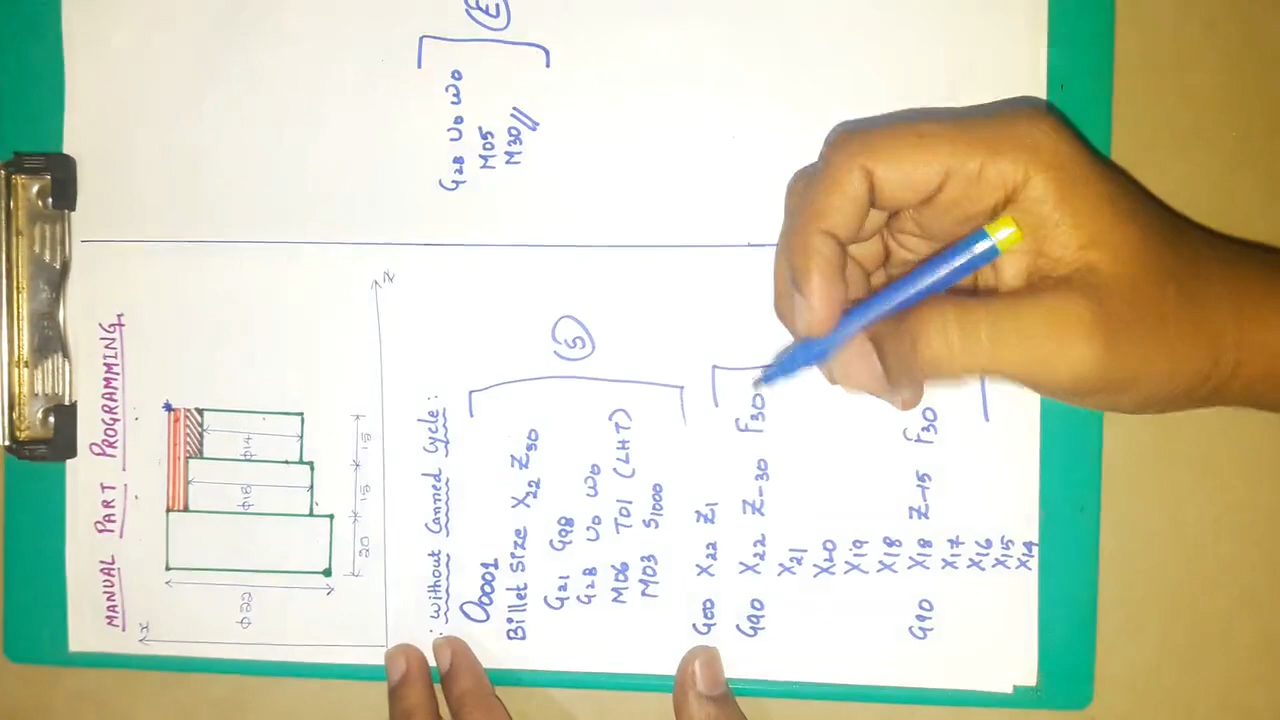 MANUAL PART PROGRAMMING.
X
Z
φ22
φ18
φ14
20
15
15
: Without Canned Cycle :
O0001
Billet size X22 Z50
G21 G98
G28 U0 W0
M06 T01 (LHT)
M03 S1000
S
G00 X22 Z1
G90 X22 Z-30 F30
X21
X20
X19
X18
G90 X18 Z-15 F30
X17
X16
X15
X14
G28 U0 W0
M05
M30//
E